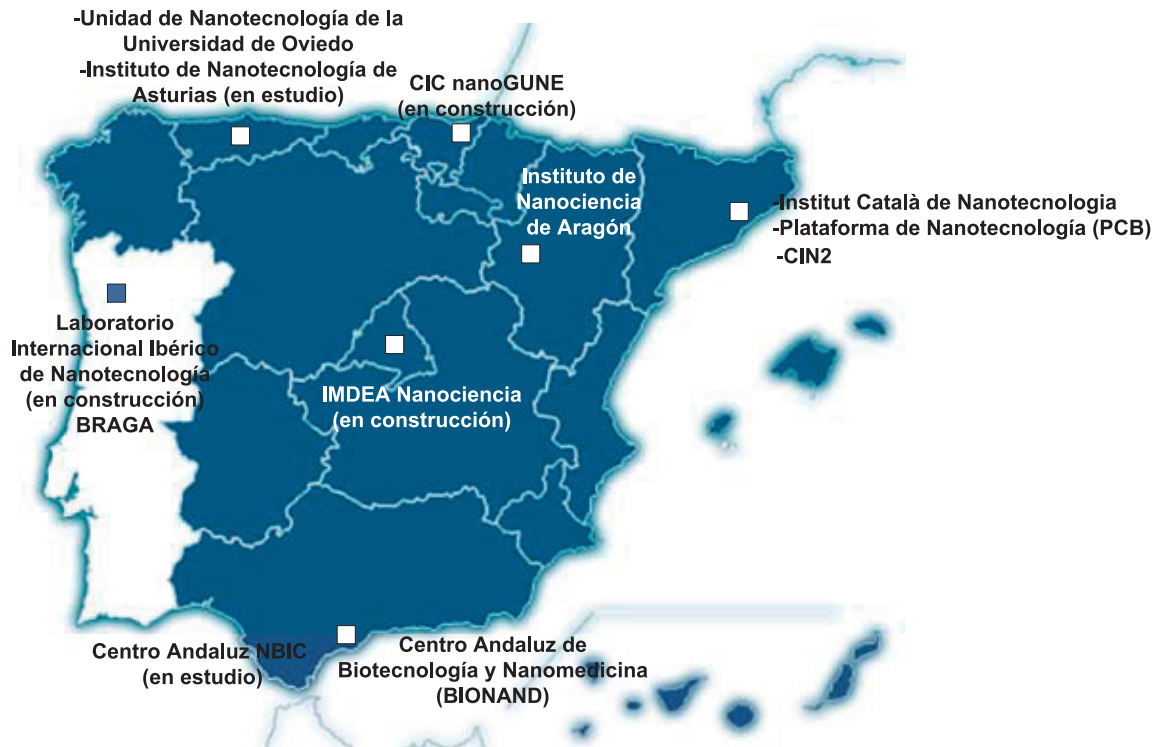 -Unidad de Nanotecnología de la
Universidad de Oviedo
-Instituto de Nanotecnología de
Asturias (en estudio)
CIC nanoGUNE
(en construcción)
Instituto de
Nanociencia
de Aragón
-Institut Català de Nanotecnologia
-Plataforma de Nanotecnología (PCB)
-CIN2
Laboratorio
Internacional Ibérico
de Nanotecnología
(en construcción)
BRAGA
IMDEA Nanociencia
(en construcción)
Centro Andaluz NBIC
(en estudio)
Centro Andaluz de
Biotecnología y Nanomedicina
(BIONAND)